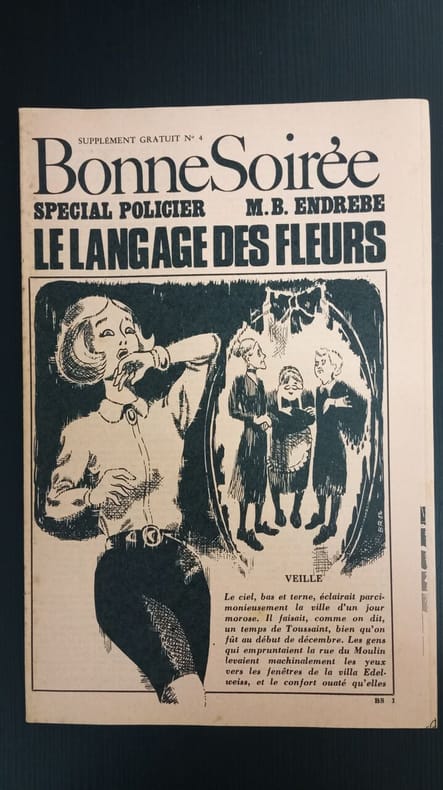 SUPPLÉMENT GRATUIT Nº 4
BonneSoirée
SPECIAL POLICIER M. B. ENDREBE
LE LANGAGE DES FLEURS
VEILLE
Le ciel, bas et terne, éclairait parci-
monieusement la ville d'un jour
morose. Il faisait, comme on dit,
un temps de Toussaint, bien qu'on
fût au début de décembre. Les gens
qui empruntaient la rue du Moulin
levaient machinalement les yeux
vers les fenêtres de la villa Edel-
weiss, et le confort ouaté qu'elles
BS 1